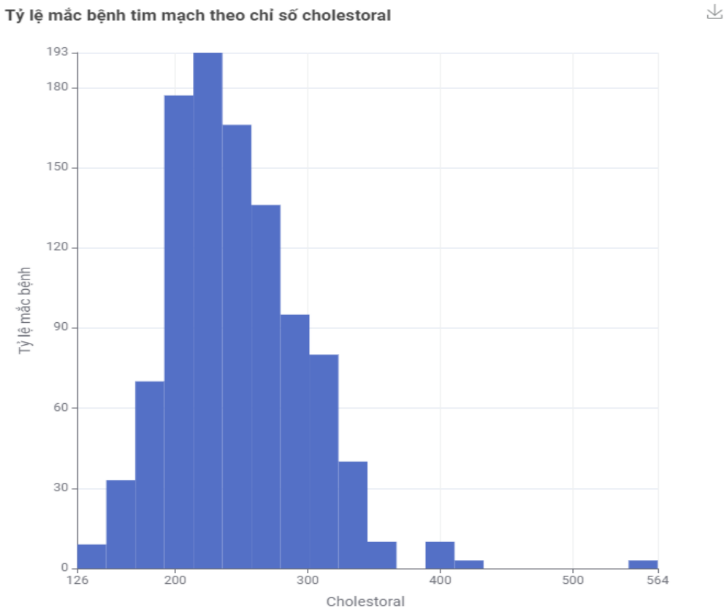 Tỷ lệ mắc bệnh tim mạch theo chỉ số cholestoral
193
180
150
120
90
60
30
0
Tỷ lệ mắc bệnh
126 200 300 400 500 564
Cholestoral